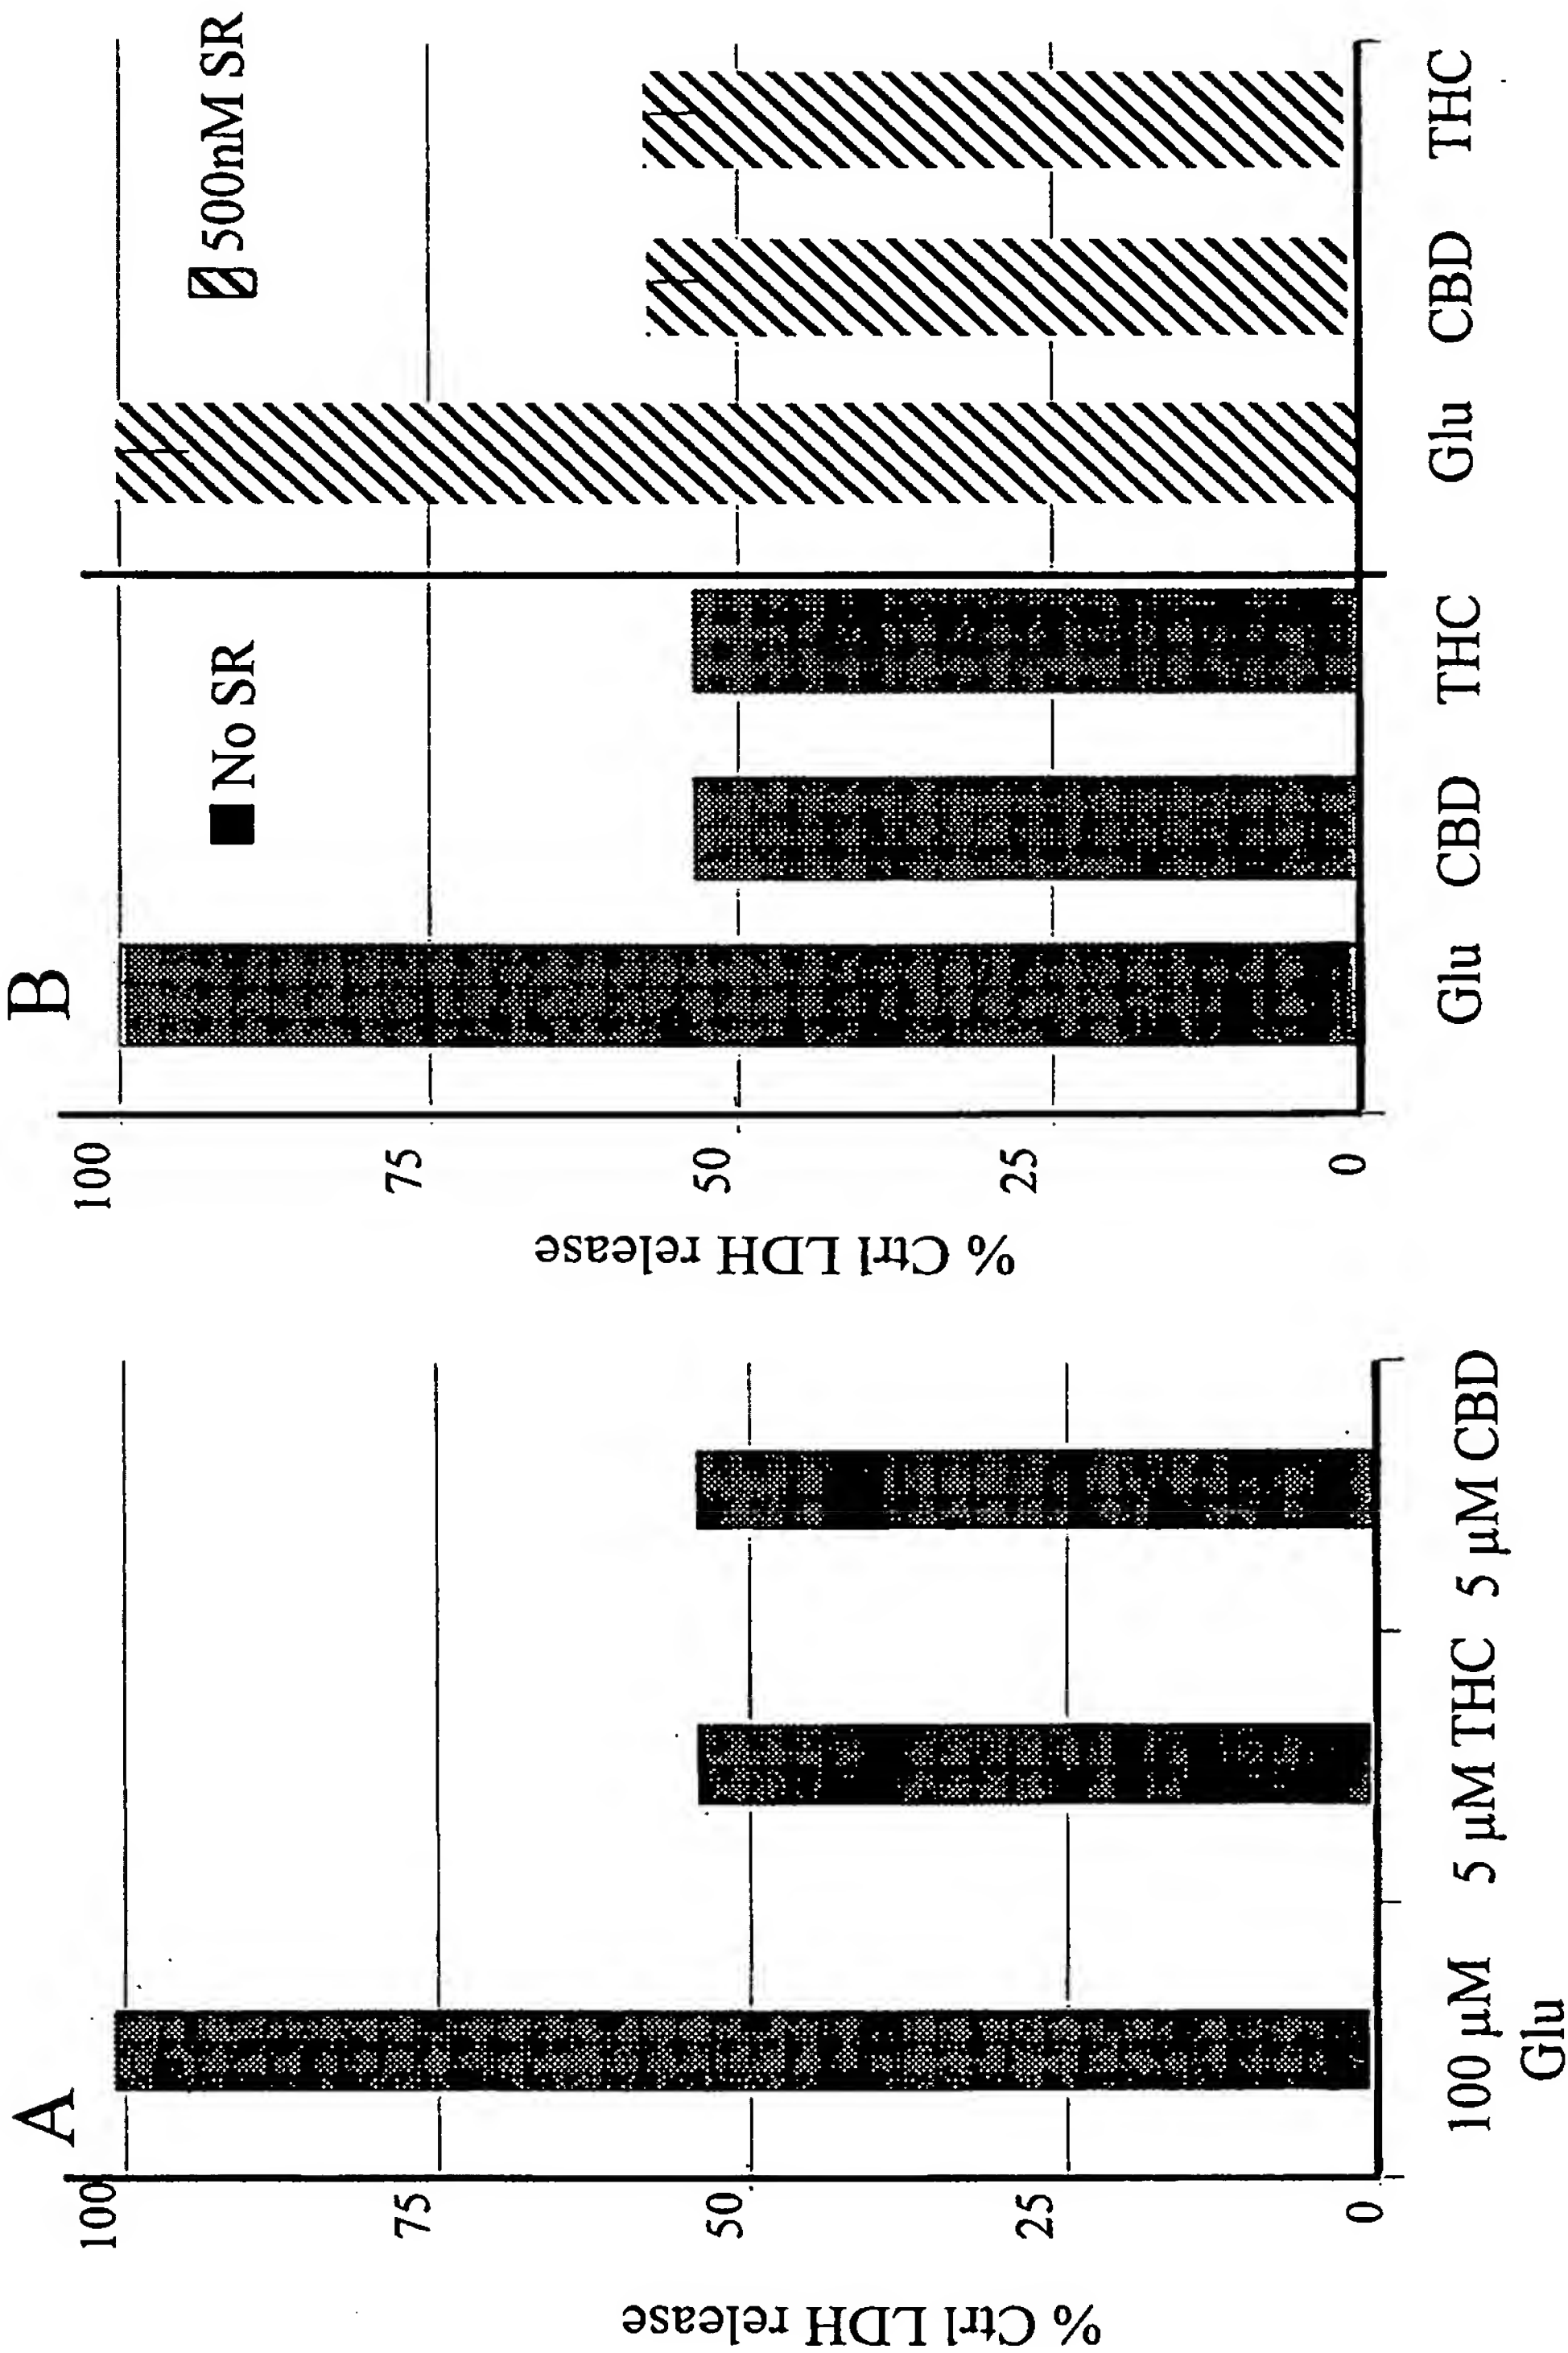 A
100
75
50
25
0
% Ctrl LDH release
100 μM 5 μM THC 5 μM CBD
Glu
B
100
75
50
25
0
% Ctrl LDH release
No SR
500nM SR
Glu CBD THC Glu CBD THC